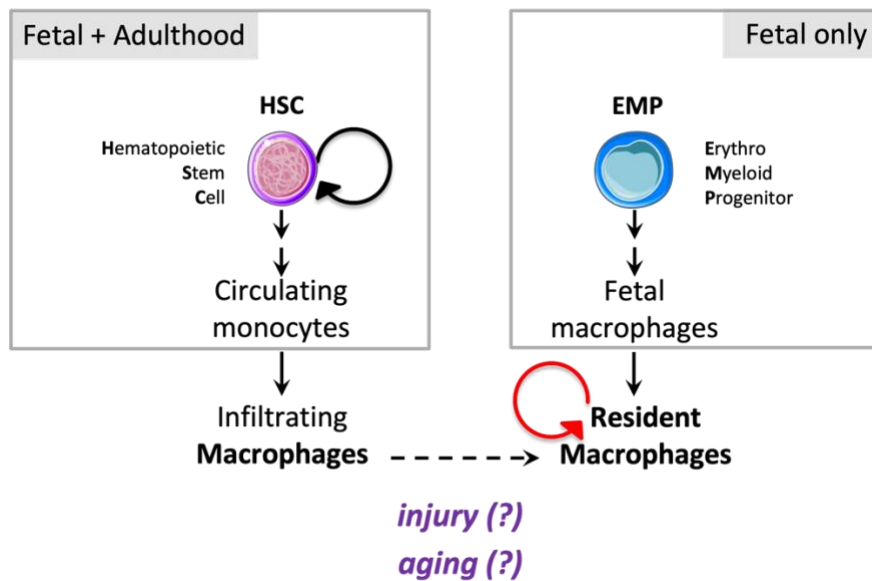 Fetal + Adulthood
HSC
Hematopoietic
Stem
Cell
Circulating
monocytes
Infiltrating
Macrophages
Fetal only
EMP
Erythro
Myeloid
Progenitor
Fetal
macrophages
Resident
Macrophages
injury (?)
aging (?)